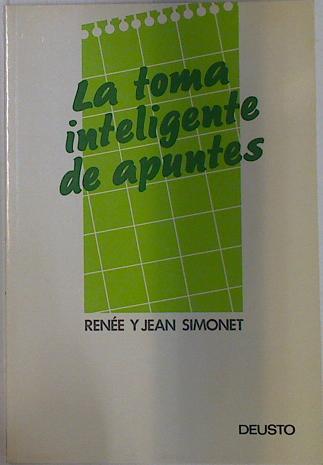 La toma
inteligente
de apuntes
RENÉE Y JEAN SIMONET
DEUSTO